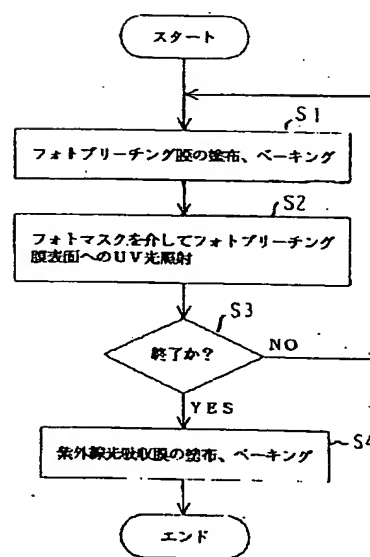 スタート
S1
フォトブリーチング膜の塗布、ベーキング
S2
フォトマスクを介してフォトブリーチング
膜表面へのUV光照射
S3
終了か?
NO
YES
S4
紫外線光吸収膜の塗布、ベーキング
エンド